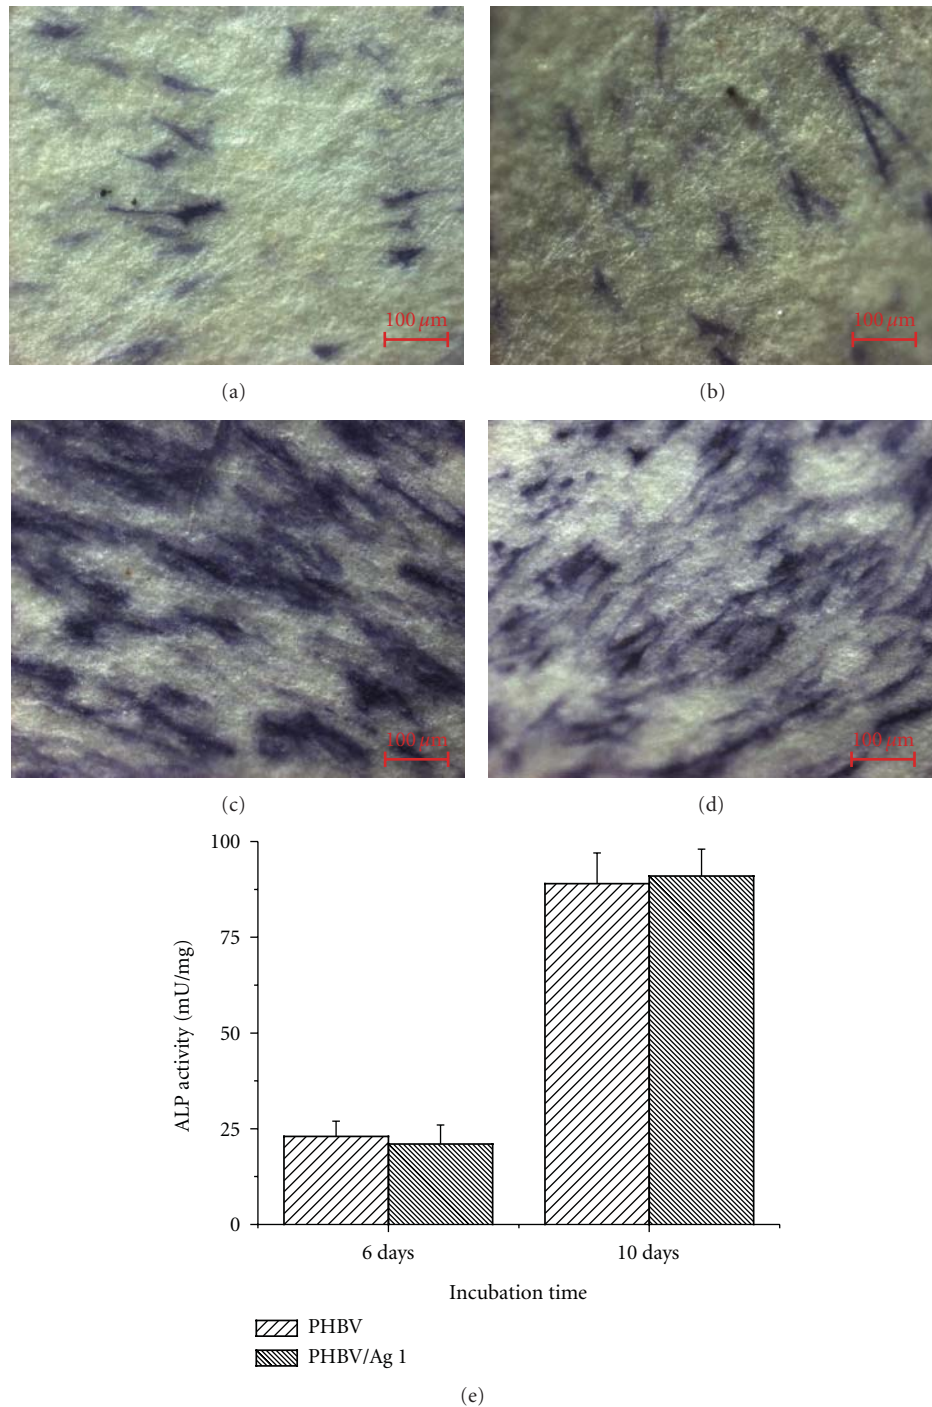 100 µm
100 µm
(a)
(b)
100 µm
100 µm
(c)
(d)
100
75
50
25
0
ALP activity (mU/mg)
6 days
10 days
Incubation time
PHBV
PHBV/Ag 1
(e)